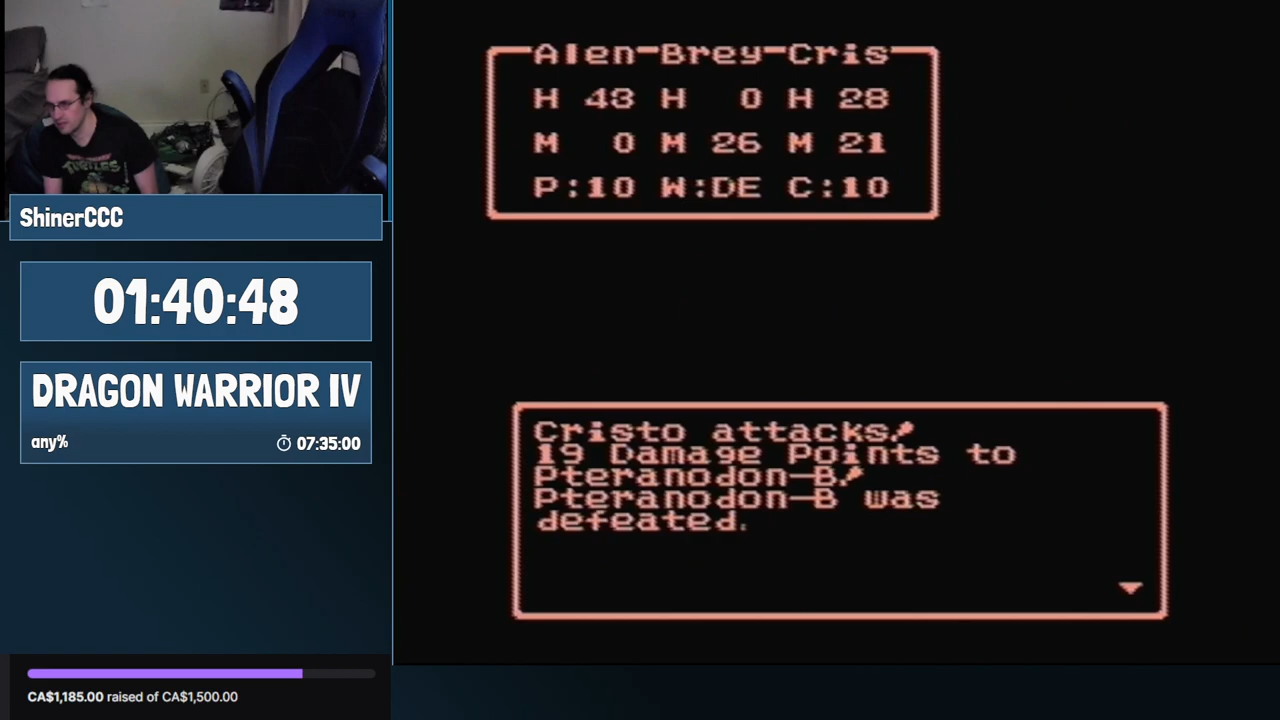 ShinerCCC
01:40:48
DRAGON WARRIOR IV
any%
07:35:00
CA$1,185.00 raised of CA$1,500.00
TURTLES
Alen-Brey-Cris
H 43 H 0 H 28
M 0 M 26 M 21
P:10 W:DE C:10
Cristo attacks!
19 Damage Points to
Pteranodon-B!
Pteranodon-B was
defeated.